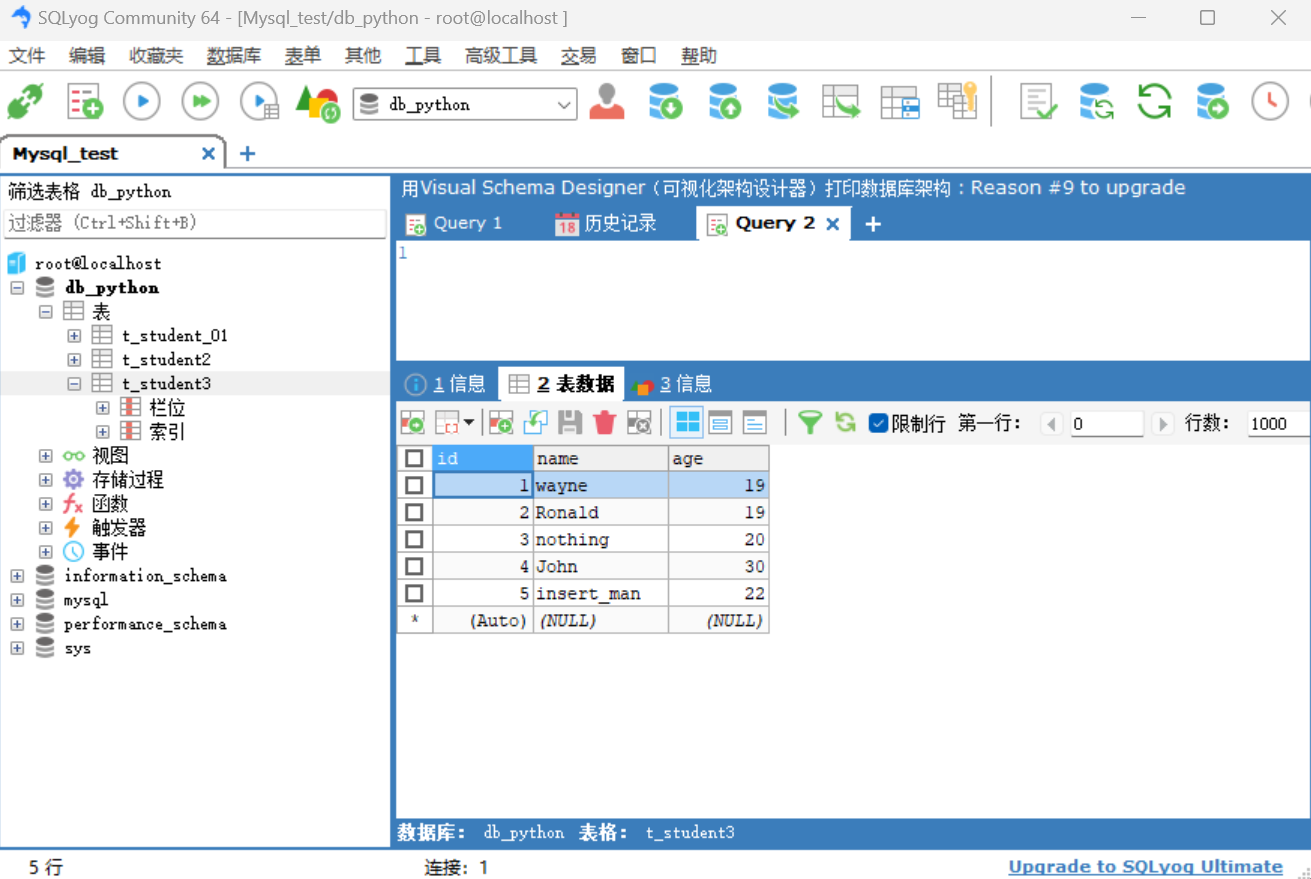 SQLyog Community 64 - [Mysql_test/db_python - root@localhost ]
文件 编辑 收藏夹 数据库 表单 其他 工具 高级工具 交易 窗口 帮助
db_python
Mysql_test
筛选表格 db_python
过滤器 (Ctrl+Shift+B)
root@localhost
db_python
表
t_student_01
t_student2
t_student3
栏位
索引
视图
存储过程
函数
触发器
事件
information_schema
mysql
performance_schema
sys
用Visual Schema Designer（可视化架构设计器）打印数据库架构：Reason #9 to upgrade
Query 1 18 历史记录 Query 2
1
1 信息 2 表数据 3 信息
限制行 第一行： 0 行数： 1000
id name age
1 wayne 19
2 Ronald 19
3 nothing 20
4 John 30
5 insert_man 22
* (Auto) (NULL) (NULL)
数据库： db_python 表格： t_student3
5 行 连接：1 Upgrade to SQLyog Ultimate